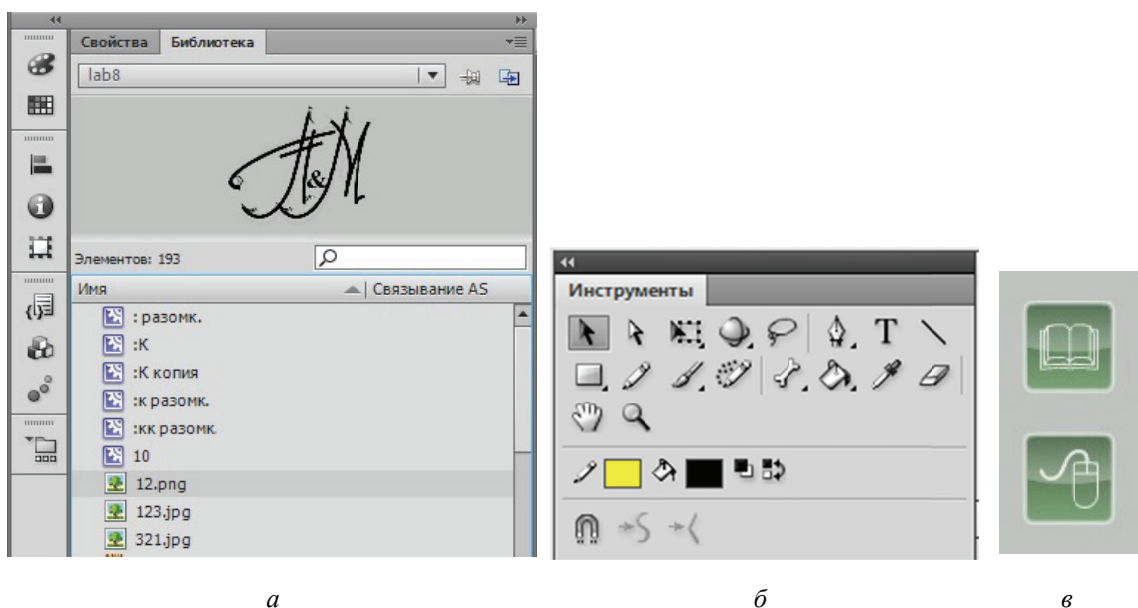 Свойства Библиотека
lab8
&
Элементов: 193
Имя Связывание AS
: разомк.
:К
:К копия
:к разомк.
:кк разомк.
10
12.png
123.jpg
321.jpg
Инструменты
T
а б в